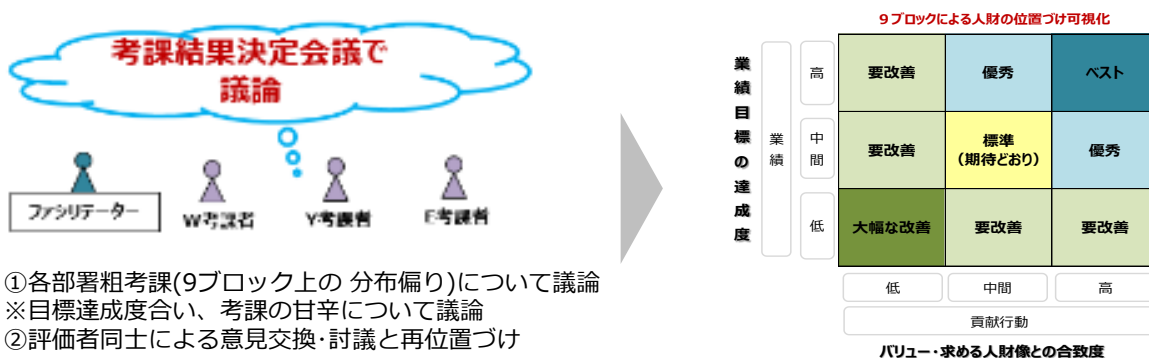 考課結果決定会議で
議論
ファシリテーター
W考課者
Y考課者
E考課者
①各部署粗考課(9ブロック上の 分布偏り)について議論
※目標達成度合い、考課の甘辛について議論
②評価者同士による意見交換･討議と再位置づけ
９ブロックによる人財の位置づけ可視化
業績目標の達成度
業績
高
要改善
優秀
ベスト
中間
要改善
標準
(期待どおり)
優秀
低
大幅な改善
要改善
要改善
低
中間
高
貢献行動
バリュー･求める人財像との合致度